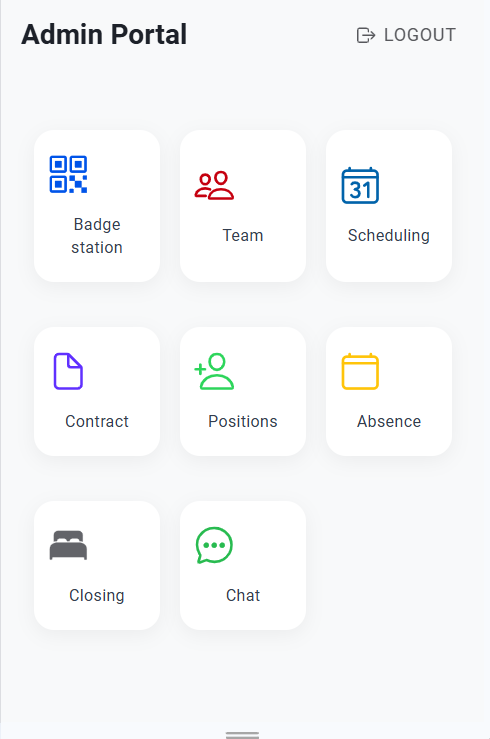 Admin Portal
LOGOUT
Badge
station
Team
31
Scheduling
Contract
Positions
Absence
Closing
Chat